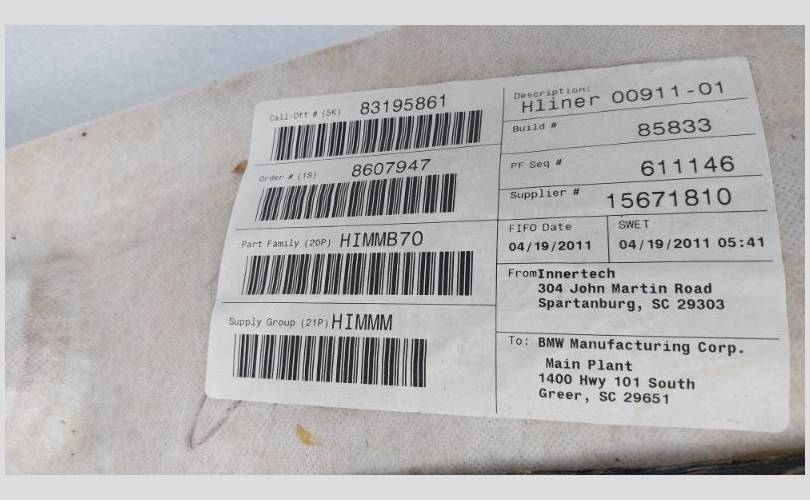 Call-Off # (5K) 83195861
Order # (1S) 8607947
Part Family (20P) HIMMB70
Supply Group (21P) HIMMM
Description:
Hliner 00911-01
Build # 85833
PF Seq # 611146
Supplier # 15671810
FIFO Date
04/19/2011
SWET
04/19/2011 05:41
From Innertech
304 John Martin Road
Spartanburg, SC 29303
To: BMW Manufacturing Corp.
Main Plant
1400 Hwy 101 South
Greer, SC 29651